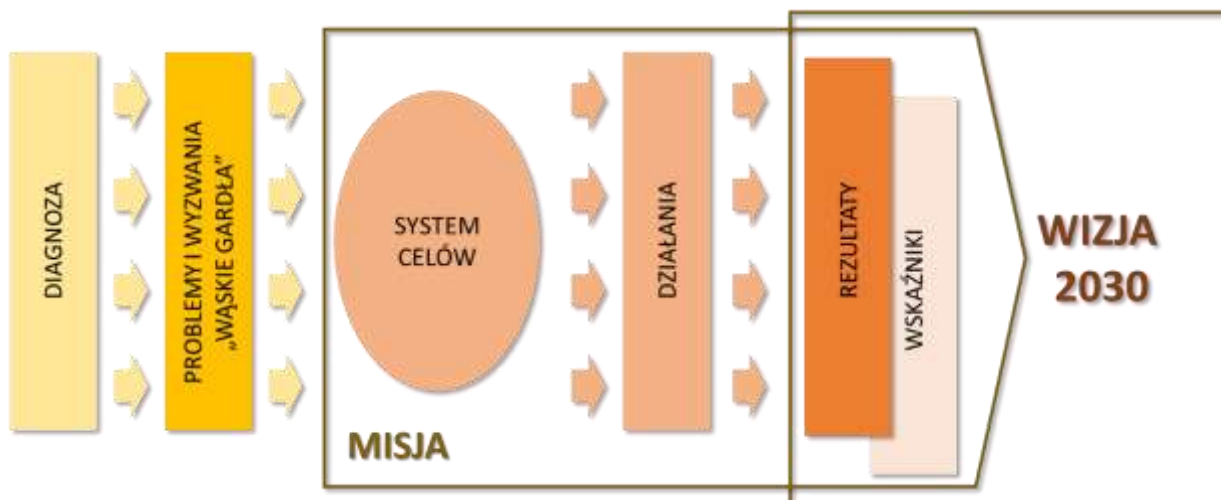 DIAGNOZA
PROBLEMY I WYZWANIA
„WĄSKIE GARDŁA”
SYSTEM
CELÓW
DZIAŁANIA
REZULTATY
WSKAŹNIKI
WIZJA
2030
MISJA